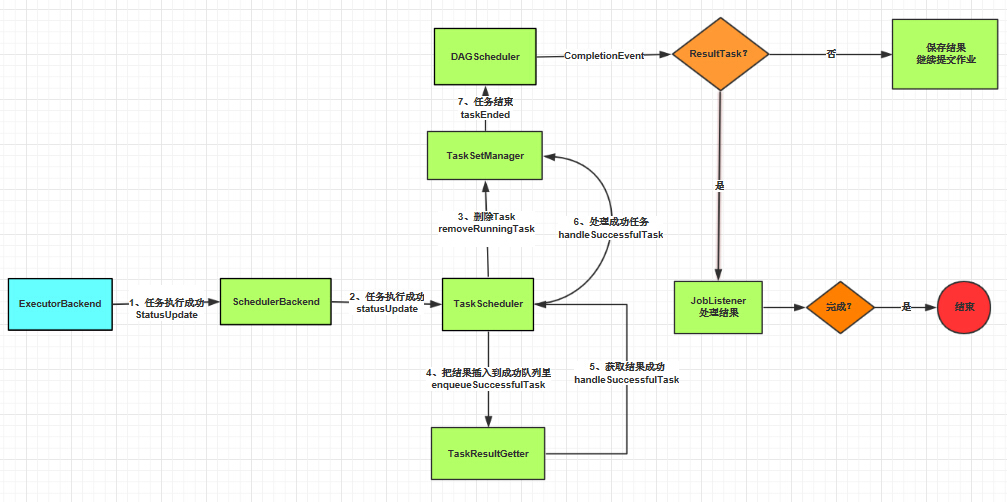 DAGScheduler
CompletionEvent
ResultTask?
否
保存结果
继续提交作业
7、任务结束
taskEnded
TaskSetManager
是
3、删除Task
removeRunningTask
6、处理成功任务
handleSuccessfulTask
ExecutorBackend
1、任务执行成功
StatusUpdate
SchedulerBackend
2、任务执行成功
statusUpdate
TaskScheduler
JobListener
处理结果
完成?
是
结束
4、把结果插入到成功队列里
enqueueSuccessfulTask
5、获取结果成功
handleSuccessfulTask
TaskResultGetter